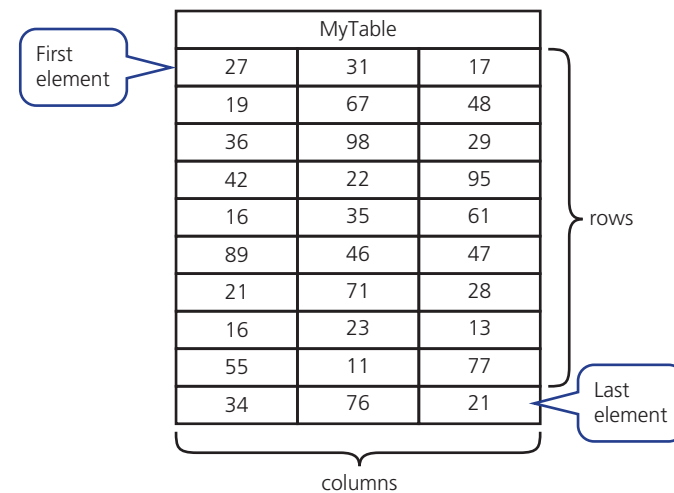 MyTable
First
element
27 31 17
19 67 48
36 98 29
42 22 95
16 35 61
rows
89 46 47
21 71 28
16 23 13
55 11 77
34 76 21
Last
element
columns